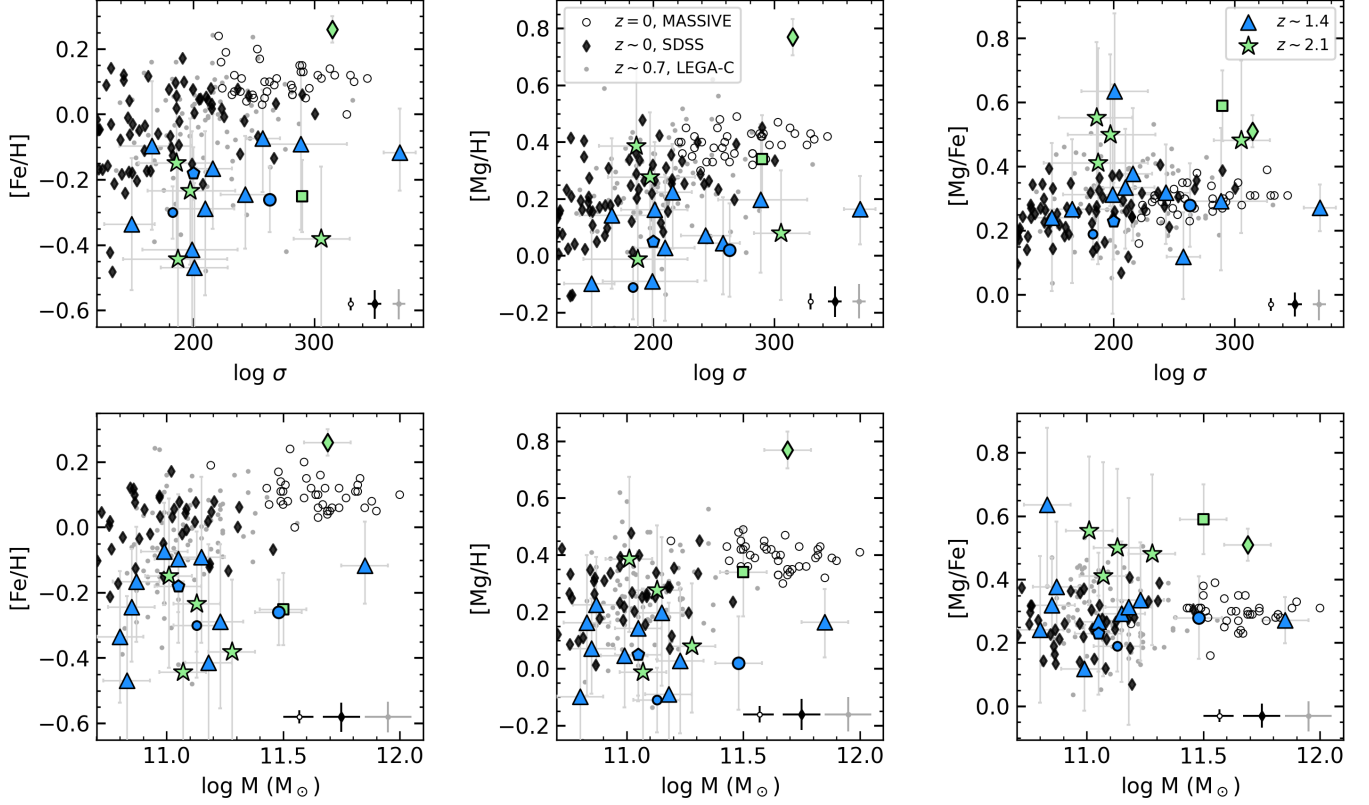 [Fe/H]
0.2
0.0
−0.2
−0.4
−0.6
200
300
log σ
[Mg/H]
0.8
0.6
0.4
0.2
0.0
−0.2
z = 0, MASSIVE
z ~ 0, SDSS
z ~ 0.7, LEGA-C
200
300
log σ
[Mg/Fe]
0.8
0.6
0.4
0.2
0.0
z ~ 1.4
z ~ 2.1
200
300
log σ
[Fe/H]
0.2
0.0
−0.2
−0.4
−0.6
11.0
11.5
12.0
log M (M⊙)
[Mg/H]
0.8
0.6
0.4
0.2
0.0
−0.2
11.0
11.5
12.0
log M (M⊙)
[Mg/Fe]
0.8
0.6
0.4
0.2
0.0
11.0
11.5
12.0
log M (M⊙)